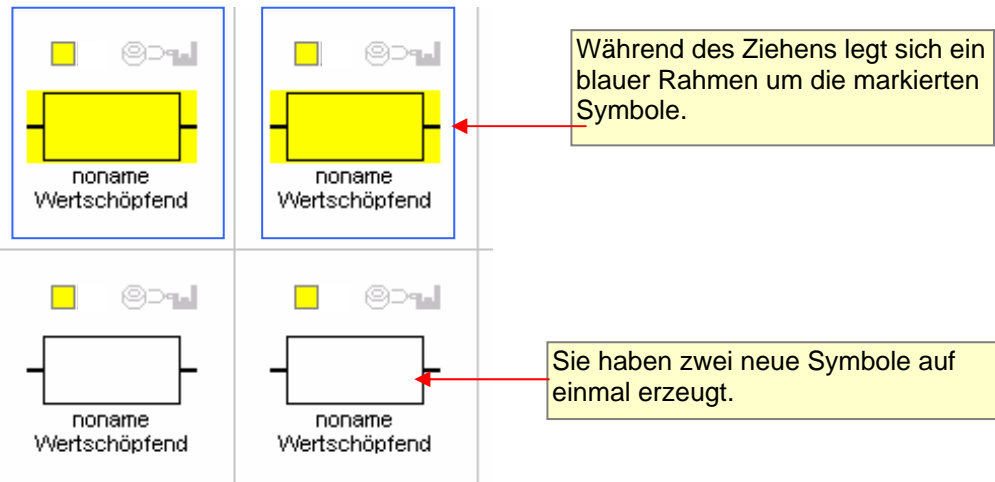 Während des Ziehens legt sich ein
blauer Rahmen um die markierten
Symbole.
noname
Wertschöpfend
noname
Wertschöpfend
Sie haben zwei neue Symbole auf
einmal erzeugt.
noname
Wertschöpfend
noname
Wertschöpfend